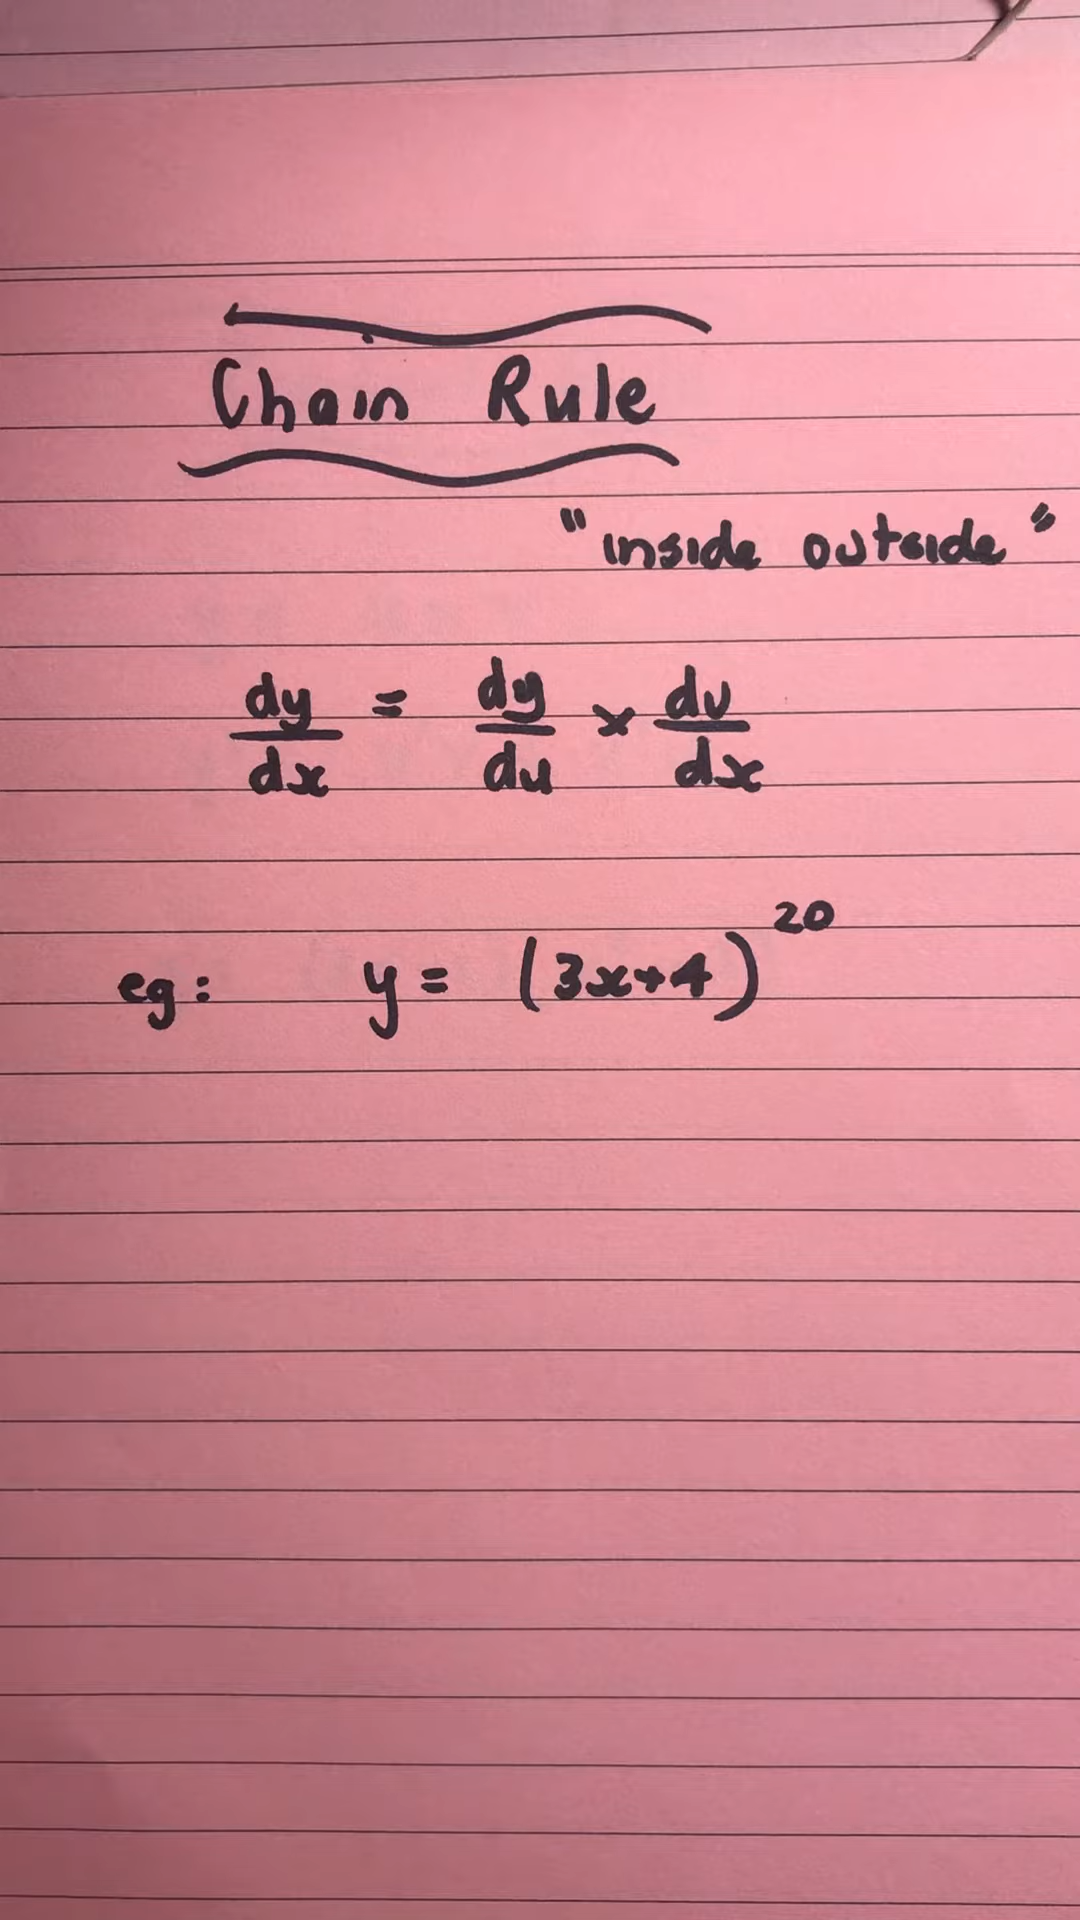 Chain Rule
"inside outside"
dy/dx = dy/du × du/dx
eg: y = (3x+4)^20